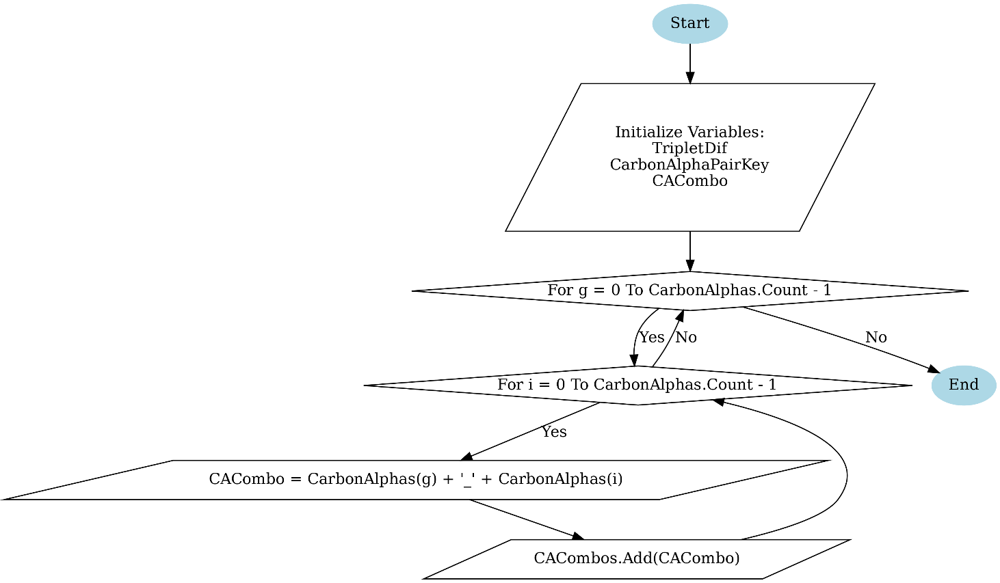 Start
Initialize Variables:
TripletDif
CarbonAlphaPairKey
CACombo
For g = 0 To CarbonAlphas.Count - 1
Yes
No
No
For i = 0 To CarbonAlphas.Count - 1
End
Yes
CACombo = CarbonAlphas(g) + '_' + CarbonAlphas(i)
CACombos.Add(CACombo)